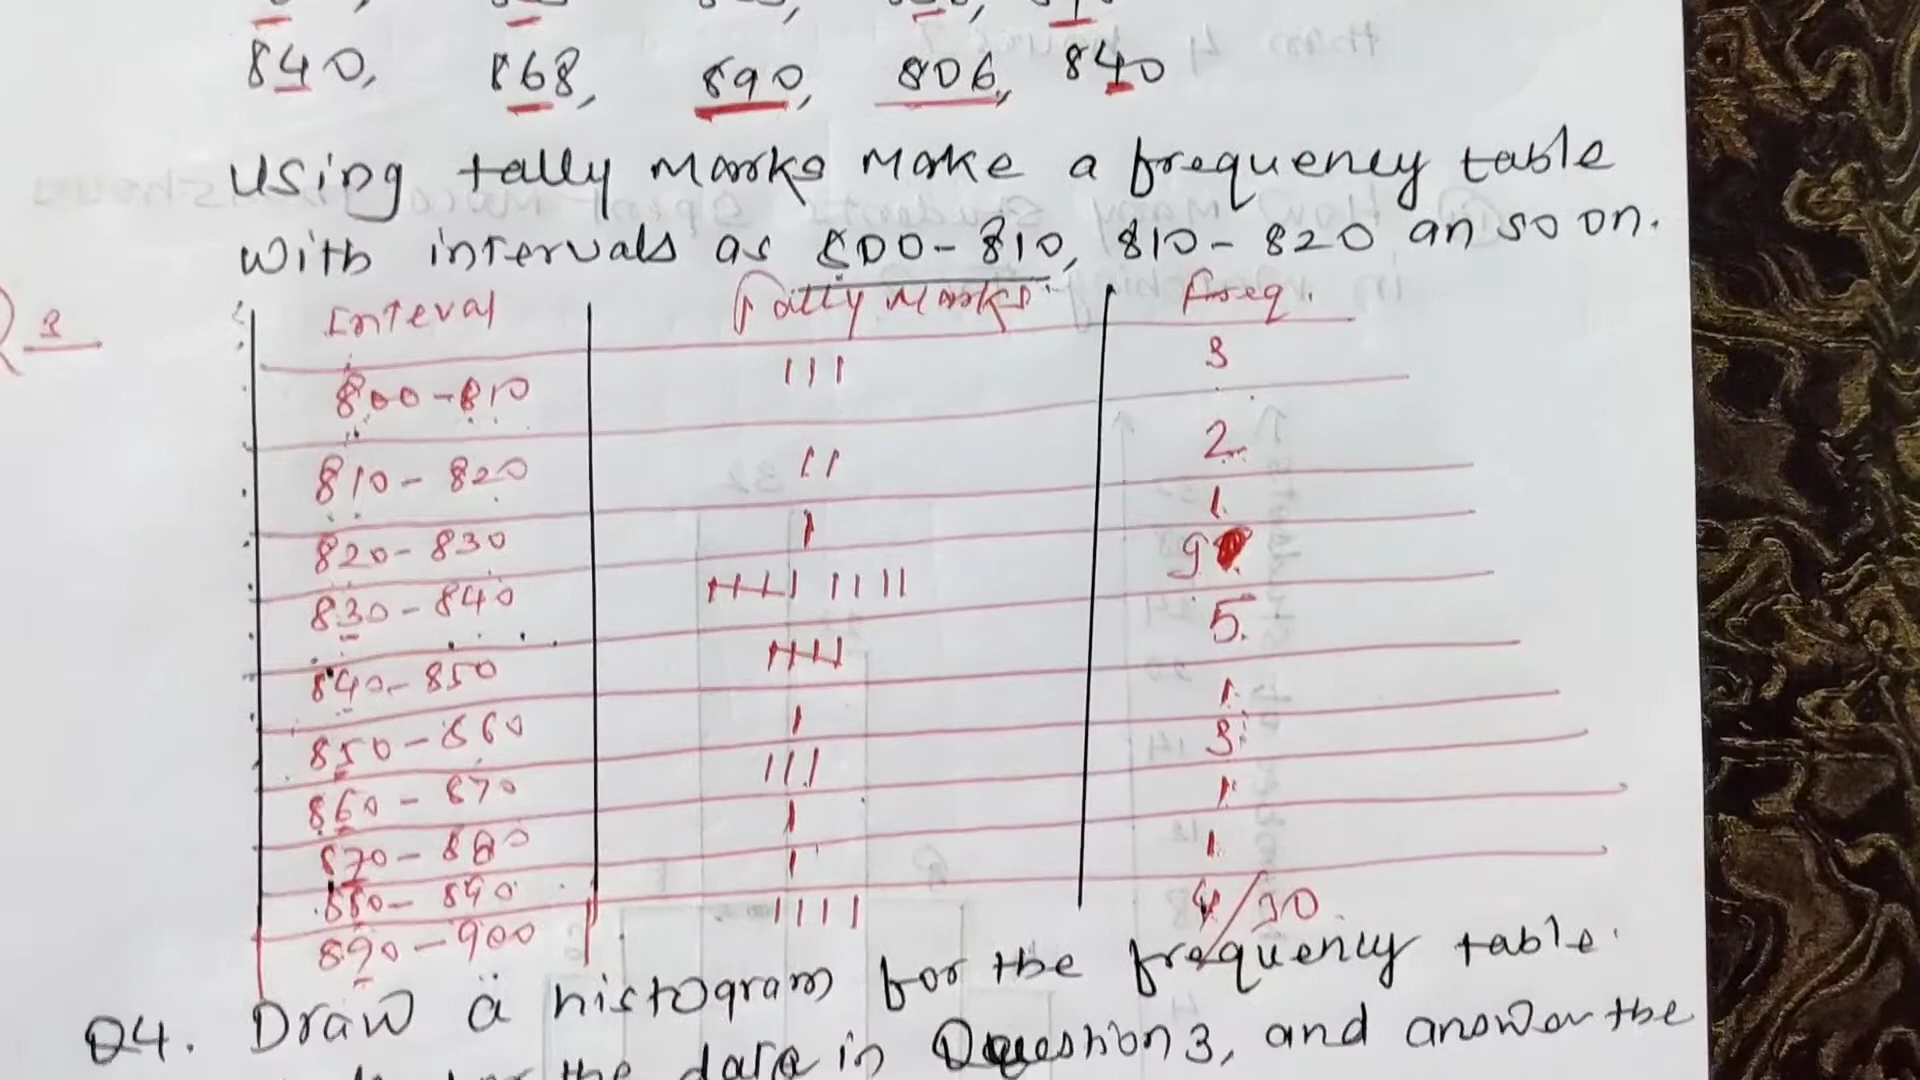 840, 868, 890, 806, 840
Using tally marks make a frequency table
with intervals as 800-810, 810-820 an so on.
3
Inteval Tally Marks freq.
800-810 ||| 3
810-820 || 2
820-830 | 1
830-840 |||| |||| 9
840-850 |||| 5
850-860 | 1
860-870 ||| 3
870-880 | 1
880-890 | 1
890-900 |||| 4/30
Q4. Draw a histogram for the frequency table.
the data in Question 3, and answer the